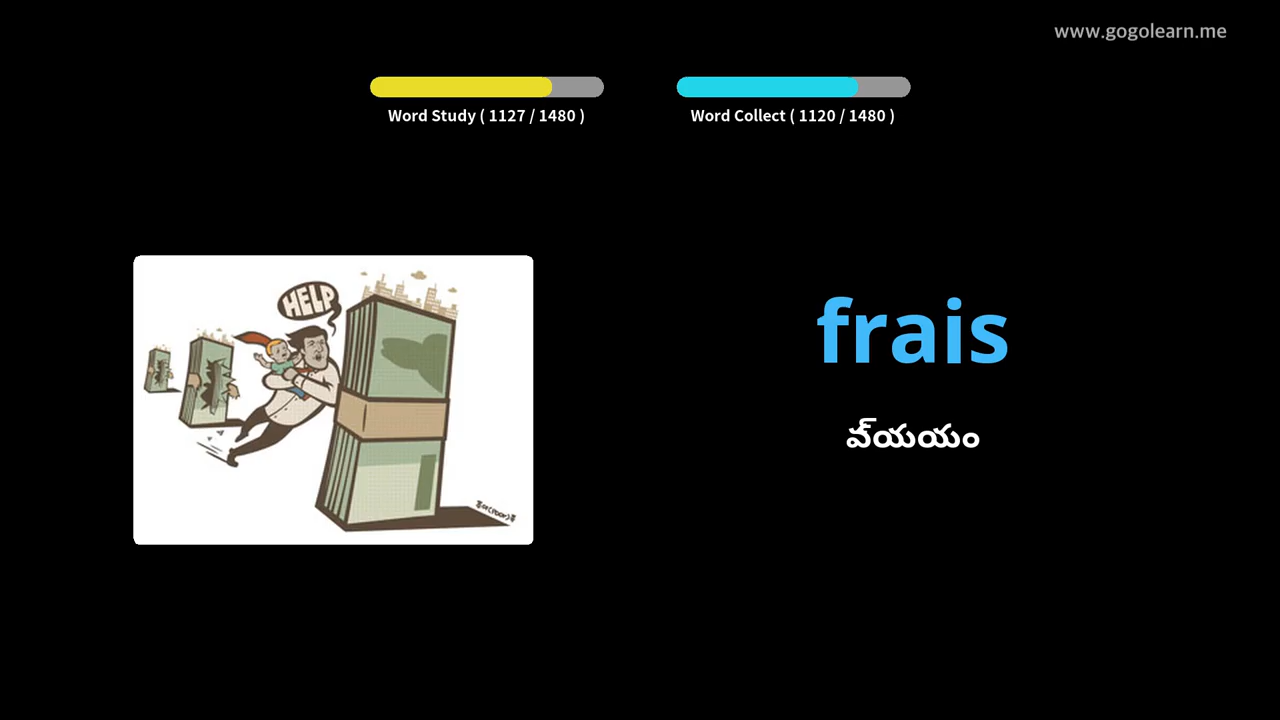 www.gogolearn.me
Word Study ( 1127 / 1480 )
Word Collect ( 1120 / 1480 )
HELP
frais
వ్యయం